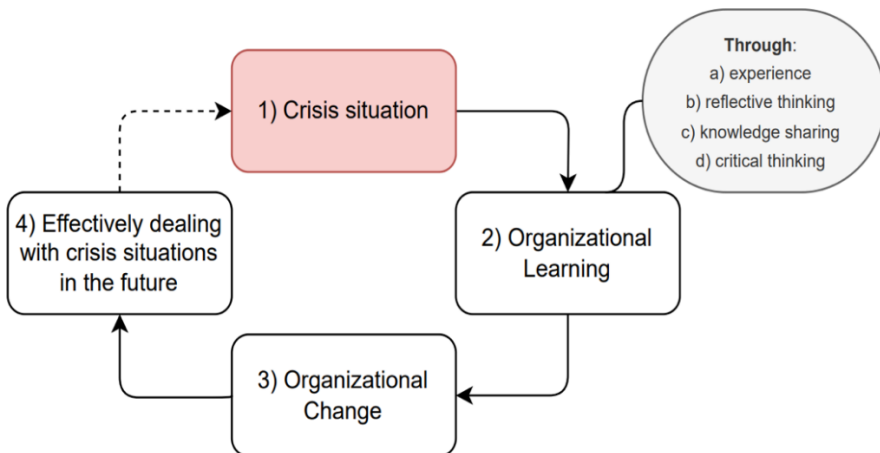 Through:
a) experience
b) reflective thinking
c) knowledge sharing
d) critical thinking
1) Crisis situation
2) Organizational
Learning
3) Organizational
Change
4) Effectively dealing
with crisis situations
in the future